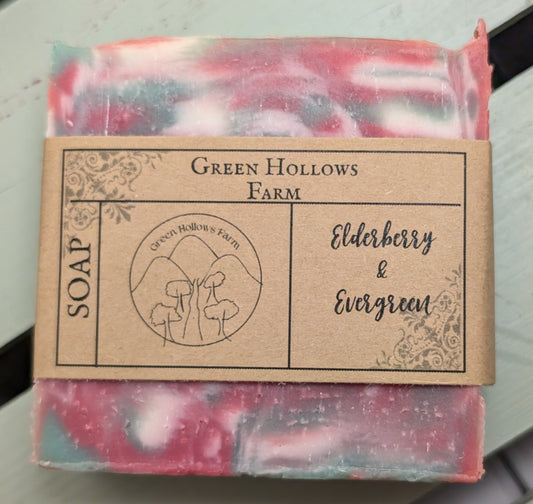 Green Hollows
Farm
SOAP
Green Hollows Farm
Elderberry
&
Evergreen